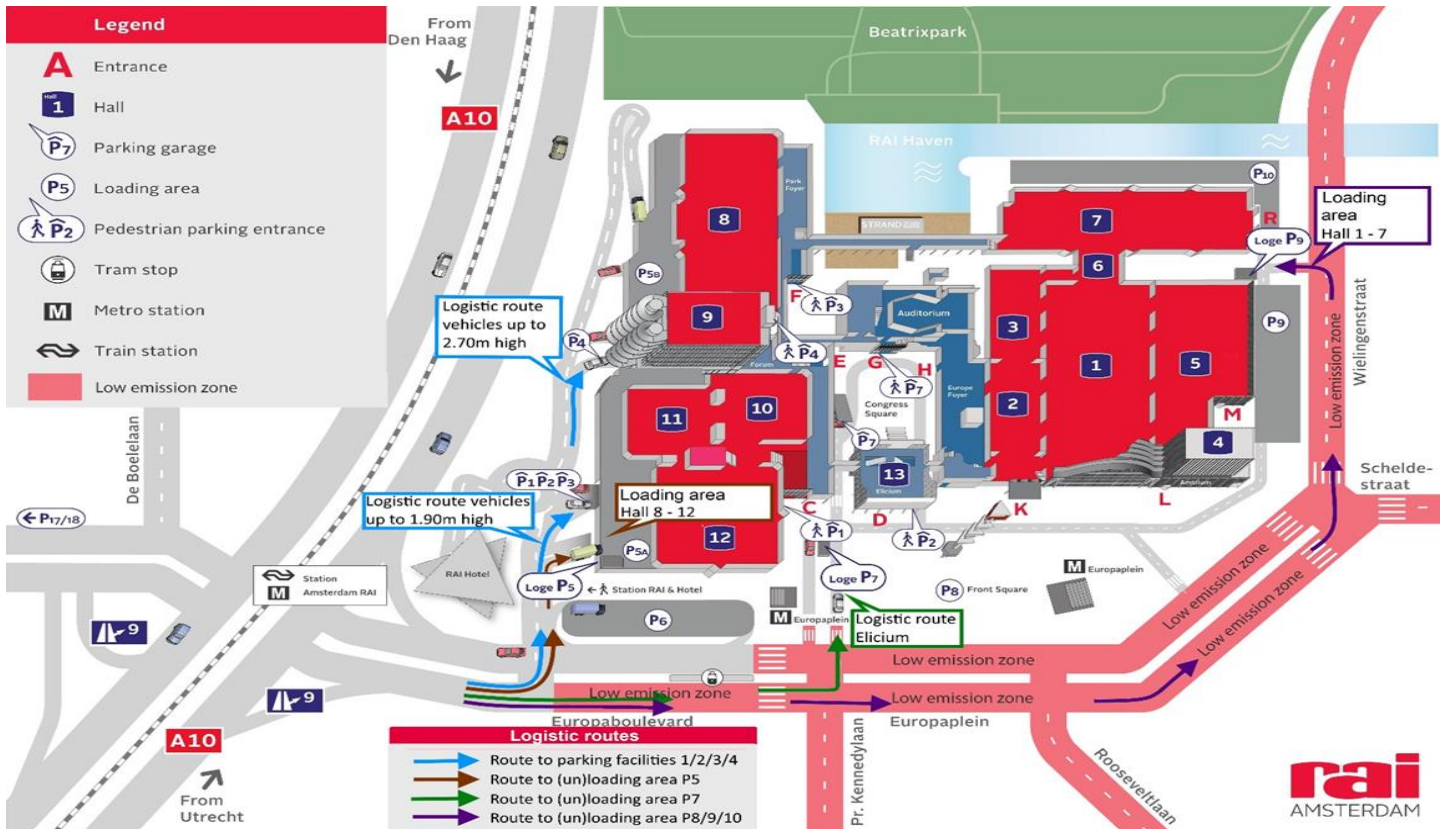 Legend
A Entrance
Hall 1 Hall
P7 Parking garage
P5 Loading area
P2 Pedestrian parking entrance
Tram stop
M Metro station
Train station
Low emission zone
From
Den Haag
A10
Beatrixpark
RAI Haven
STRAND
Park
Foyer
8
7
P10
R
Loading
area
Hall 1 - 7
Loge P9
6
P5B
F
P3
9
P4
P4
Forum
Logistic route
vehicles up to
2.70m high
Auditorium
3
E
G
H
P7
Europe
Foyer
1
5
P9
Low emission zone
Wielingenstraat
11
10
Congress
Square
P7
2
M
4
13
Elicium
Amtrium
De Boelelaan
P17/18
P1 P2 P3
Logistic route vehicles
up to 1.90m high
Loading area
Hall 8 - 12
C
P1
D
P2
K
L
Schelde-
straat
12
P5A
RAI Hotel
Loge P5
Loge P7
Station
M Amsterdam RAI
Station RAI & Hotel
P6
M Europaplein
P8 Front Square
M Europaplein
Logistic route
Elicium
9
9
Low emission zone
Low emission zone
Low emission zone
Low emission zone
Low emission zone
Europaboulevard
Europaplein
Pr. Kennedylaan
Rooseveltlaan
A10
From
Utrecht
Logistic routes
Route to parking facilities 1/2/3/4
Route to (un)loading area P5
Route to (un)loading area P7
Route to (un)loading area P8/9/10
rai
AMSTERDAM